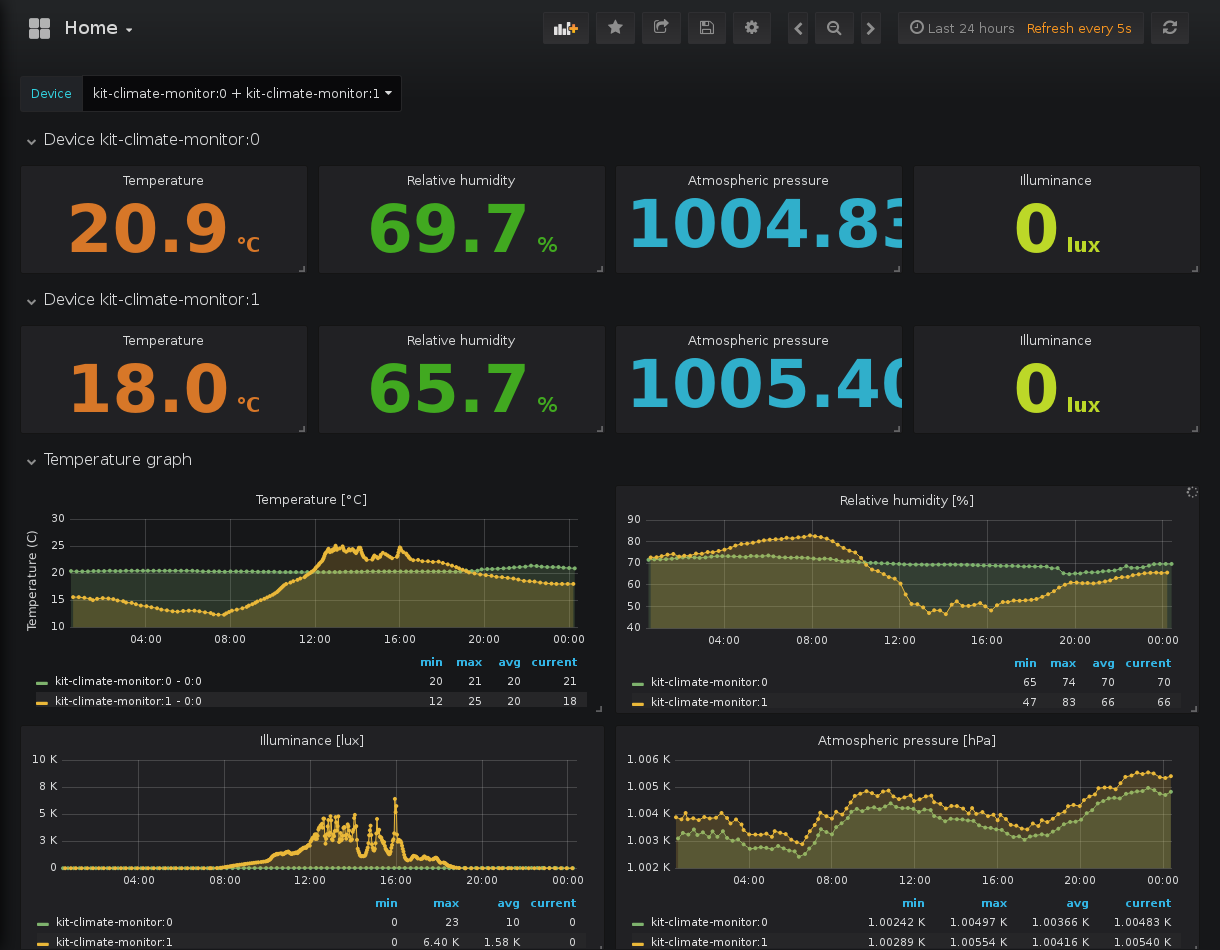 Home
Last 24 hours Refresh every 5s
Device kit-climate-monitor:0 + kit-climate-monitor:1
Device kit-climate-monitor:0
Temperature Relative humidity Atmospheric pressure Illuminance
20.9 °C 69.7 % 1004.83 0 lux
Device kit-climate-monitor:1
Temperature Relative humidity Atmospheric pressure Illuminance
18.0 °C 65.7 % 1005.40 0 lux
Temperature graph
Temperature [°C]
Temperature (C)
30
25
20
15
10
04:00 08:00 12:00 16:00 20:00 00:00
min max avg current
kit-climate-monitor:0 - 0:0 20 21 20 21
kit-climate-monitor:1 - 0:0 12 25 20 18
Relative humidity [%]
90
80
70
60
50
40
04:00 08:00 12:00 16:00 20:00 00:00
min max avg current
kit-climate-monitor:0 65 74 70 70
kit-climate-monitor:1 47 83 66 66
Illuminance [lux]
10 K
8 K
5 K
3 K
0
04:00 08:00 12:00 16:00 20:00 00:00
min max avg current
kit-climate-monitor:0 0 23 10 0
kit-climate-monitor:1 0 6.40 K 1.58 K 0
Atmospheric pressure [hPa]
1.006 K
1.005 K
1.004 K
1.003 K
1.002 K
04:00 08:00 12:00 16:00 20:00 00:00
min max avg current
kit-climate-monitor:0 1.00242 K 1.00497 K 1.00366 K 1.00483 K
kit-climate-monitor:1 1.00289 K 1.00554 K 1.00416 K 1.00540 K